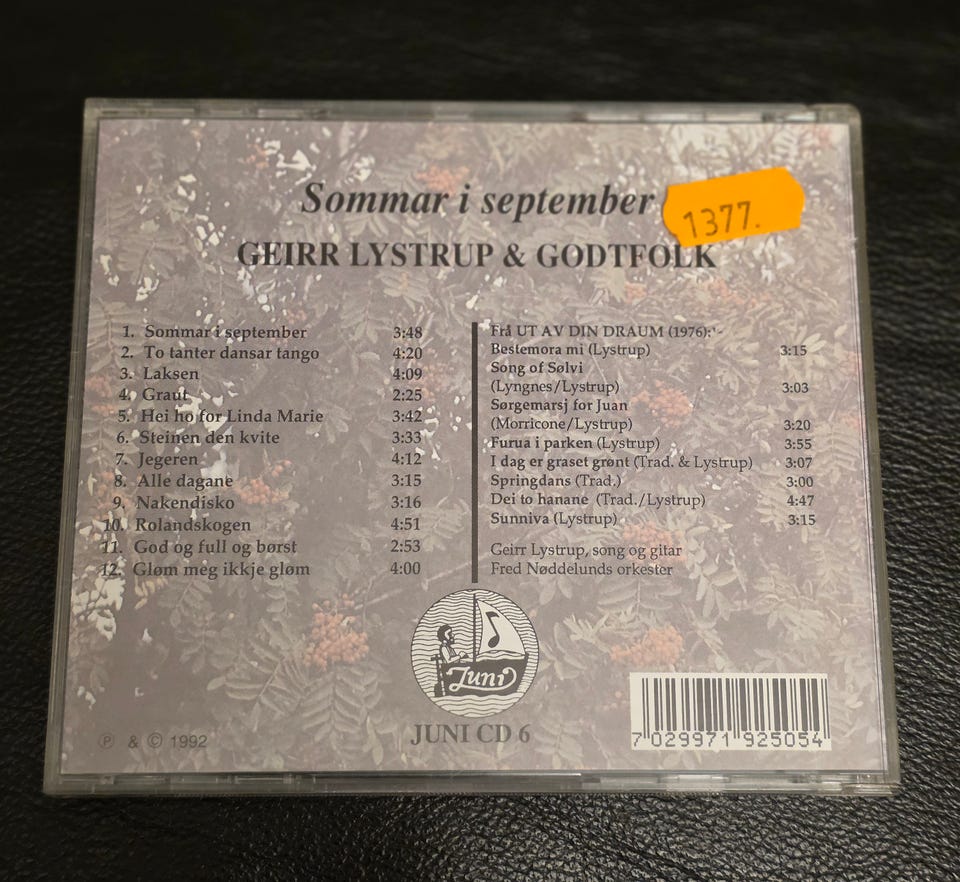 Sommar i september
1377.
GEIRR LYSTRUP & GODTFOLK
1. Sommar i september 3:48
2. To tanter dansar tango 4:20
3. Laksen 4:09
4. Graut 2:25
5. Hei ho for Linda Marie 3:42
6. Steinen den kvite 3:33
7. Jegeren 4:12
8. Alle dagane 3:15
9. Nakendisko 3:16
10. Rolandskogen 4:51
11. God og full og børst 2:53
12. Gløm meg ikkje gløm 4:00
Frå UT AV DIN DRAUM (1976):
Bestemora mi (Lystrup) 3:15
Song of Sølvi
(Lyngnes/Lystrup) 3:03
Sørgemarsj for Juan
(Morricone/Lystrup) 3:20
Furua i parken (Lystrup) 3:55
I dag er graset grønt (Trad. & Lystrup) 3:07
Springdans (Trad.) 3:00
Dei to hanane (Trad./Lystrup) 4:47
Sunniva (Lystrup) 3:15
Geirr Lystrup, song og gitar
Fred Nøddelunds orkester
Juni
JUNI CD 6
℗ & © 1992
7 029971 925054